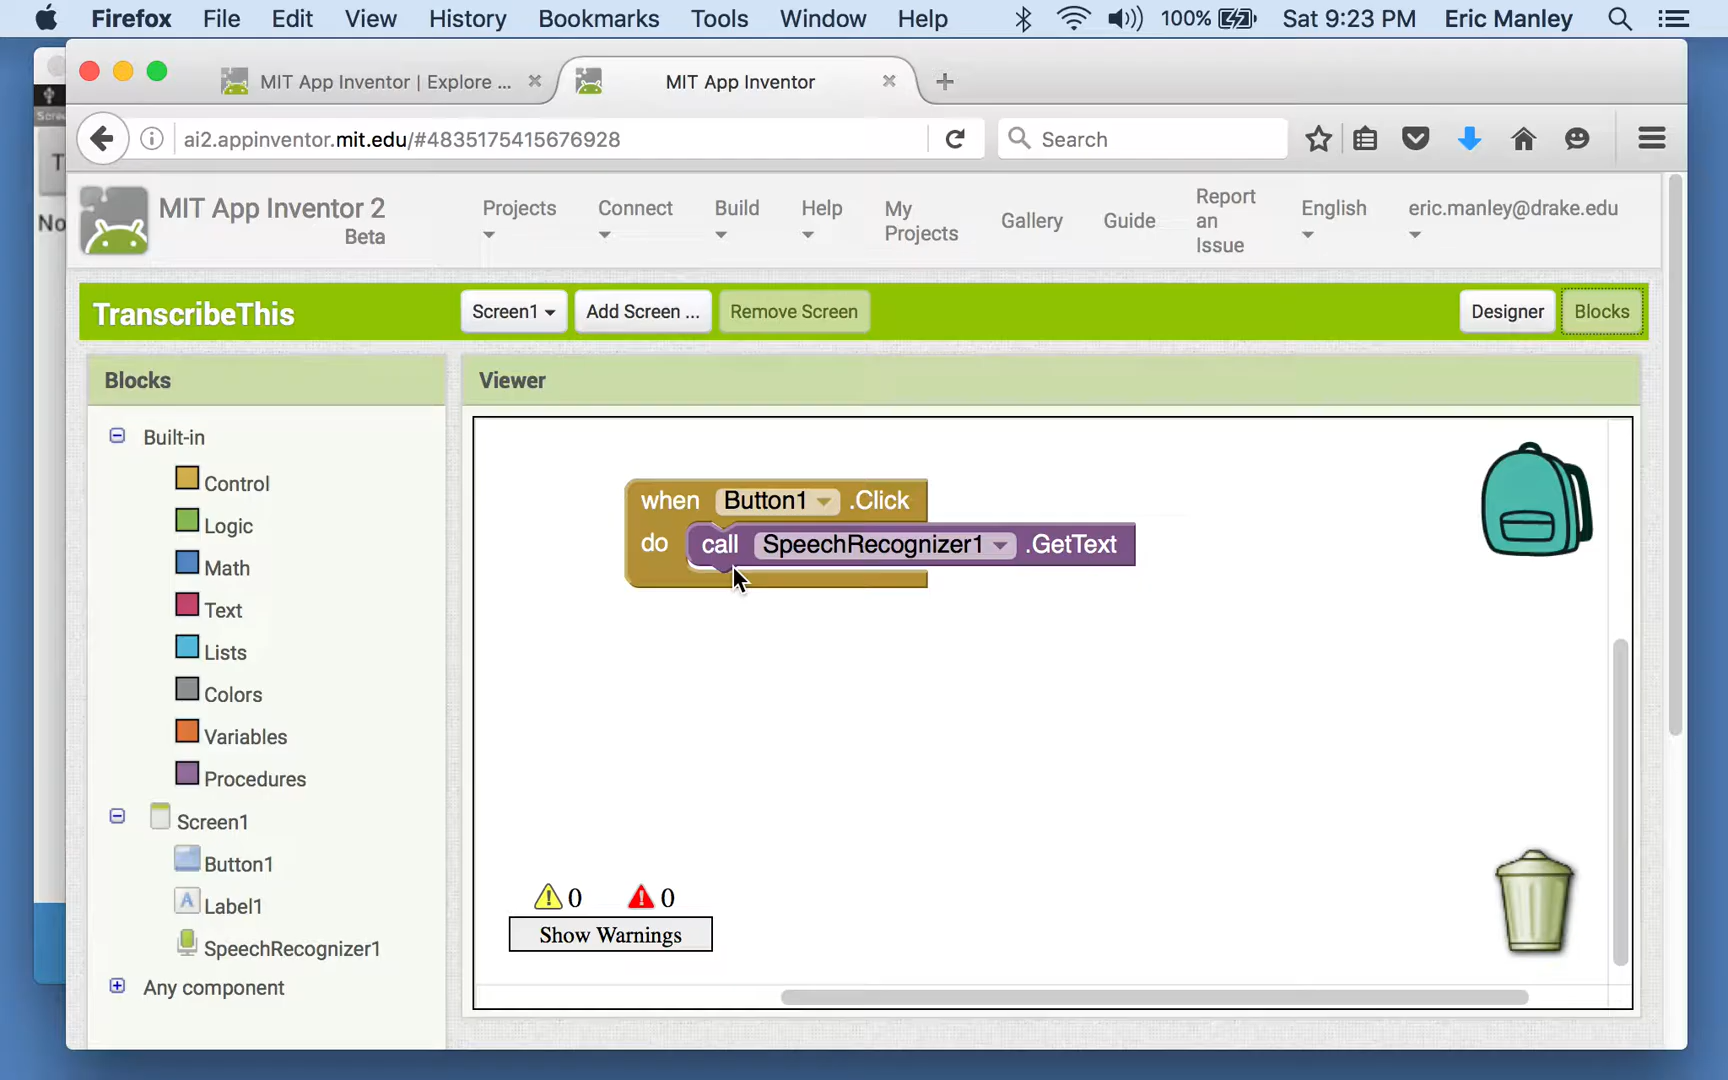 Firefox File Edit View History Bookmarks Tools Window Help 100% Sat 9:23 PM Eric Manley
MIT App Inventor | Explore ... MIT App Inventor
ai2.appinventor.mit.edu/#4835175415676928 Search
MIT App Inventor 2
Beta
Projects Connect Build Help My Projects Gallery Guide Report an Issue English eric.manley@drake.edu
TranscribeThis Screen1 Add Screen ... Remove Screen Designer Blocks
Blocks Viewer
Built-in
Control
Logic
Math
Text
Lists
Colors
Variables
Procedures
Screen1
Button1
Label1
SpeechRecognizer1
Any component
when Button1 .Click
do call SpeechRecognizer1 .GetText
0 0
Show Warnings
No